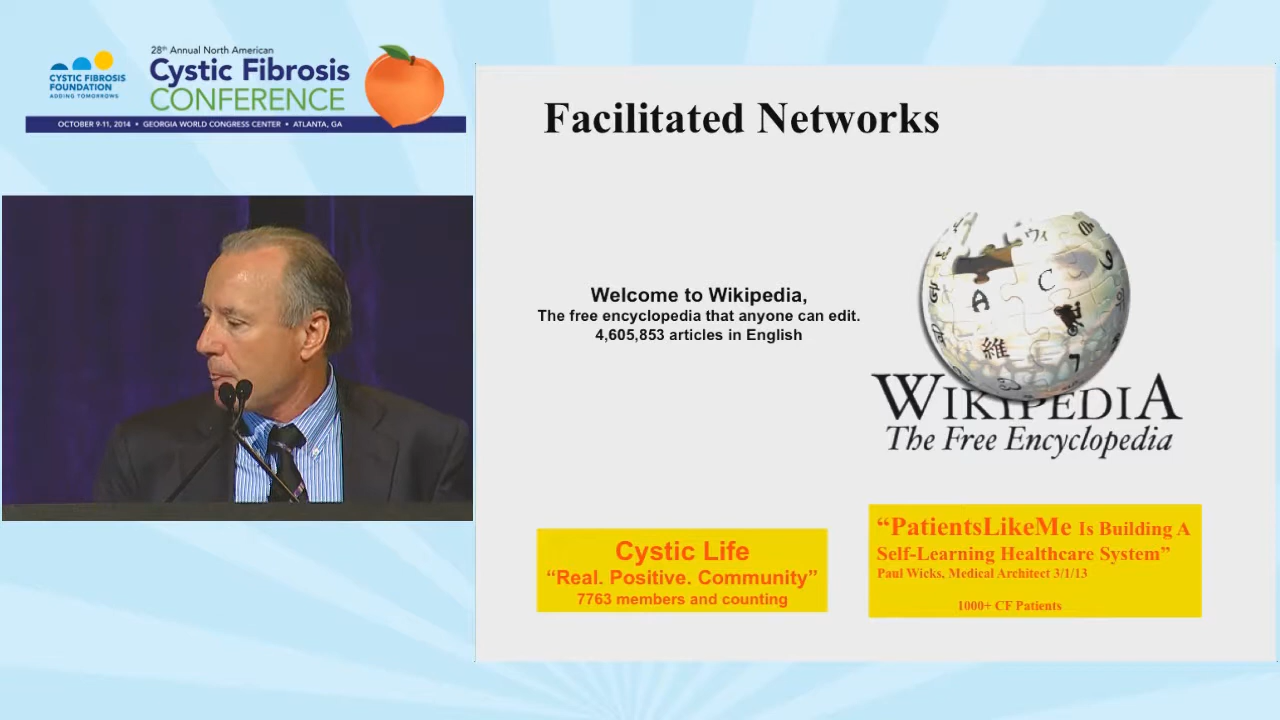 28th Annual North American
Cystic Fibrosis
CONFERENCE
CYSTIC FIBROSIS
FOUNDATION
ADDING TOMORROWS
OCTOBER 9-11, 2014 • GEORGIA WORLD CONGRESS CENTER • ATLANTA, GA
Facilitated Networks
Welcome to Wikipedia,
The free encyclopedia that anyone can edit.
4,605,853 articles in English
WIKIPEDIA
The Free Encyclopedia
Cystic Life
“Real. Positive. Community”
7763 members and counting
“PatientsLikeMe Is Building A
Self-Learning Healthcare System”
Paul Wicks, Medical Architect 3/1/13
1000+ CF Patients